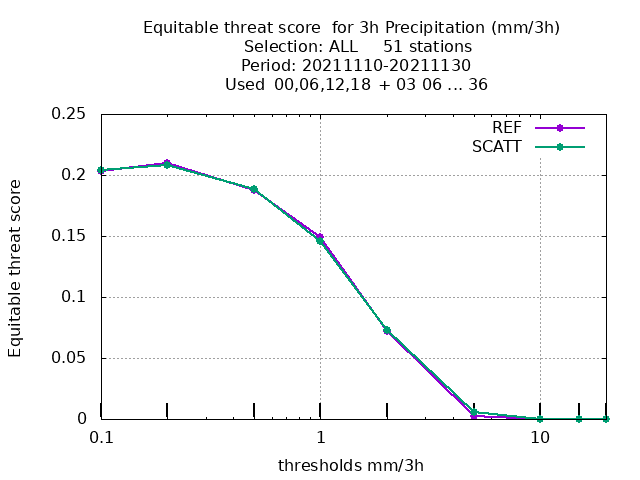 Equitable threat score  for 3h Precipitation (mm/3h)
Selection: ALL     51 stations
Period: 20211110-20211130
Used  00,06,12,18  + 03 06 ... 36
REF
SCATT
0.25
0.2
0.15
0.1
0.05
0
Equitable threat score
0.1
1
10
thresholds mm/3h